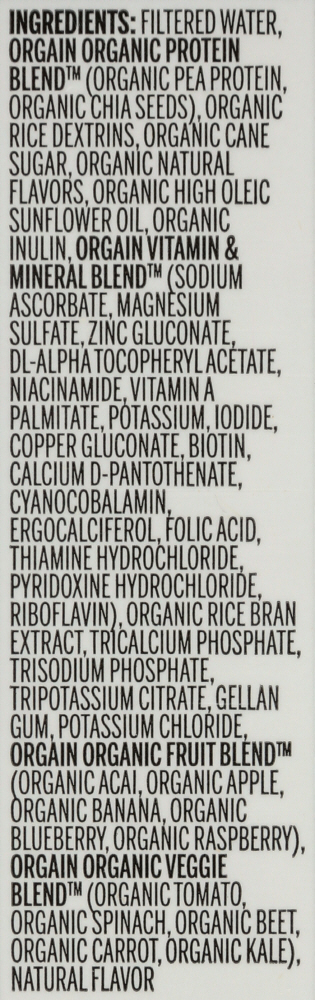 INGREDIENTS: FILTERED WATER,
ORGAIN ORGANIC PROTEIN
BLEND™ (ORGANIC PEA PROTEIN,
ORGANIC CHIA SEEDS), ORGANIC
RICE DEXTRINS, ORGANIC CANE
SUGAR, ORGANIC NATURAL
FLAVORS, ORGANIC HIGH OLEIC
SUNFLOWER OIL, ORGANIC
INULIN, ORGAIN VITAMIN &
MINERAL BLEND™ (SODIUM
ASCORBATE, MAGNESIUM
SULFATE, ZINC GLUCONATE,
DL-ALPHA TOCOPHERYL ACETATE,
NIACINAMIDE, VITAMIN A
PALMITATE, POTASSIUM, IODIDE,
COPPER GLUCONATE, BIOTIN,
CALCIUM D-PANTOTHENATE,
CYANOCOBALAMIN,
ERGOCALCIFEROL, FOLIC ACID,
THIAMINE HYDROCHLORIDE,
PYRIDOXINE HYDROCHLORIDE,
RIBOFLAVIN), ORGANIC RICE BRAN
EXTRACT, TRICALCIUM PHOSPHATE,
TRISODIUM PHOSPHATE,
TRIPOTASSIUM CITRATE, GELLAN
GUM, POTASSIUM CHLORIDE,
ORGAIN ORGANIC FRUIT BLEND™
(ORGANIC ACAI, ORGANIC APPLE,
ORGANIC BANANA, ORGANIC
BLUEBERRY, ORGANIC RASPBERRY),
ORGAIN ORGANIC VEGGIE
BLEND™ (ORGANIC TOMATO,
ORGANIC SPINACH, ORGANIC BEET,
ORGANIC CARROT, ORGANIC KALE),
NATURAL FLAVOR